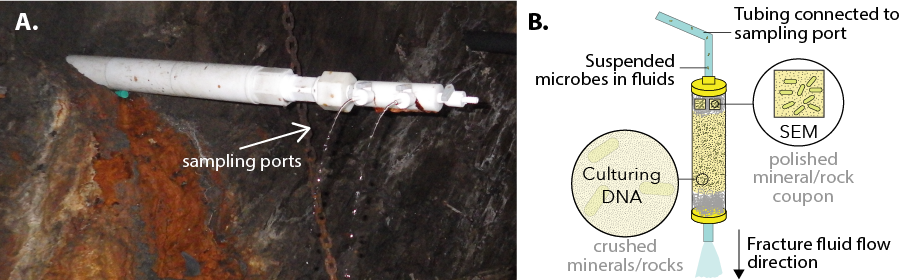 A.
sampling ports
B.
Tubing connected to
sampling port
Suspended
microbes in fluids
SEM
polished
mineral/rock
coupon
Culturing
DNA
crushed
minerals/rocks
Fracture fluid flow
direction